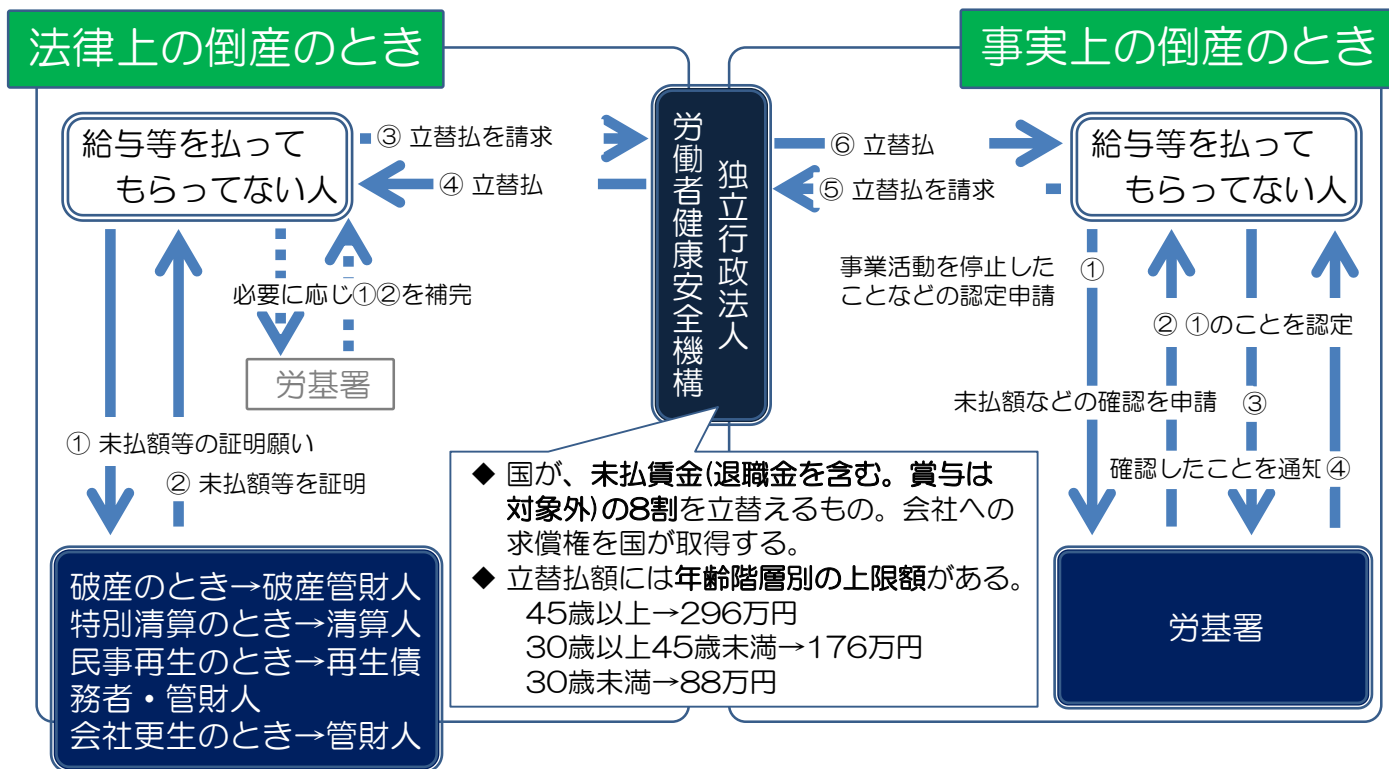 法律上の倒産のとき
給与等を払って
もらってない人
③ 立替払を請求
④ 立替払
必要に応じ①②を補完
労基署
① 未払額等の証明願い
② 未払額等を証明
破産のとき→破産管財人
特別清算のとき→清算人
民事再生のとき→再生債
務者・管財人
会社更生のとき→管財人
独立行政法人
労働者健康安全機構
◆ 国が、未払賃金(退職金を含む。賞与は
対象外)の8割を立替えるもの。会社への
求償権を国が取得する。
◆ 立替払額には年齢階層別の上限額がある。
45歳以上→296万円
30歳以上45歳未満→176万円
30歳未満→88万円
事実上の倒産のとき
⑥ 立替払
⑤ 立替払を請求
給与等を払って
もらってない人
事業活動を停止した ①
ことなどの認定申請
② ①のことを認定
未払額などの確認を申請 ③
確認したことを通知④
労基署